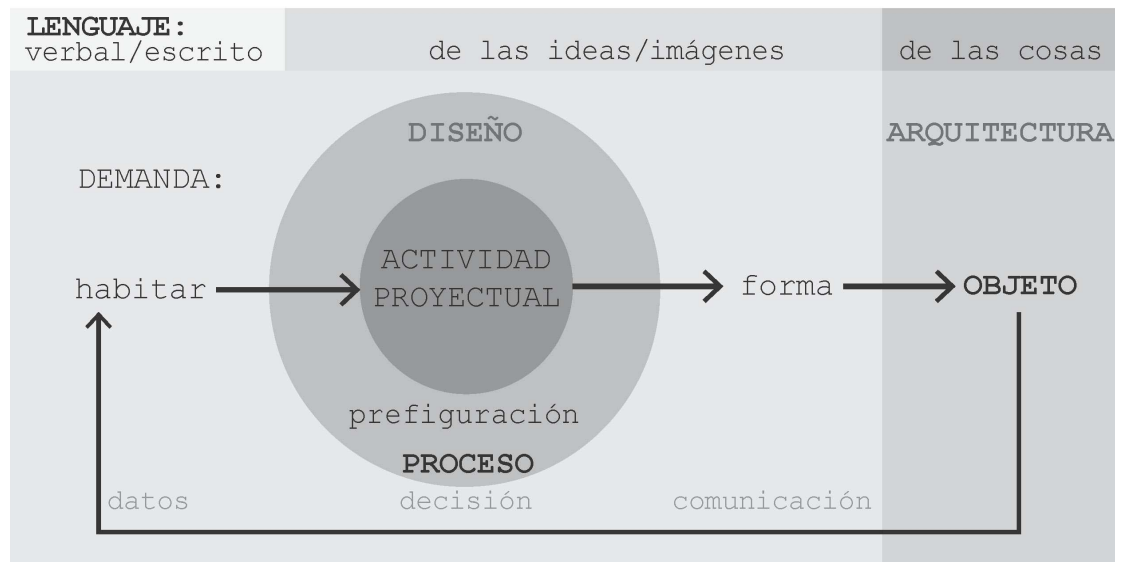 LENGUAJE:
verbal/escrito
de las ideas/imágenes
de las cosas
DISEÑO
ARQUITECTURA
DEMANDA:
habitar
ACTIVIDAD
PROYECTUAL
forma
OBJETO
prefiguración
PROCESO
datos
decisión
comunicación